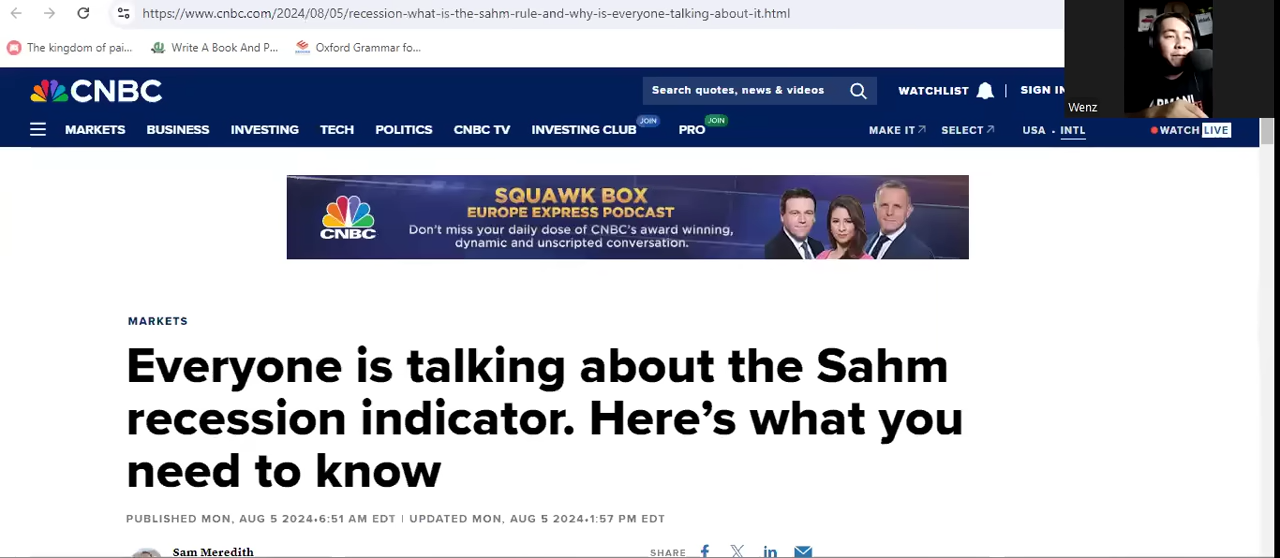 https://www.cnbc.com/2024/08/05/recession-what-is-the-sahm-rule-and-why-is-everyone-talking-about-it.html
The kingdom of pai...
Write A Book And P...
Oxford Grammar fo...
Wenz
CNBC
Search quotes, news & videos
WATCHLIST
SIGN IN
MARKETS BUSINESS INVESTING TECH POLITICS CNBC TV INVESTING CLUB JOIN PRO JOIN
MAKE IT SELECT USA • INTL WATCH LIVE
CNBC
SQUAWK BOX
EUROPE EXPRESS PODCAST
Don't miss your daily dose of CNBC's award winning,
dynamic and unscripted conversation.
MARKETS
Everyone is talking about the Sahm
recession indicator. Here’s what you
need to know
PUBLISHED MON, AUG 5 2024•6:51 AM EDT | UPDATED MON, AUG 5 2024•1:57 PM EDT
Sam Meredith
SHARE